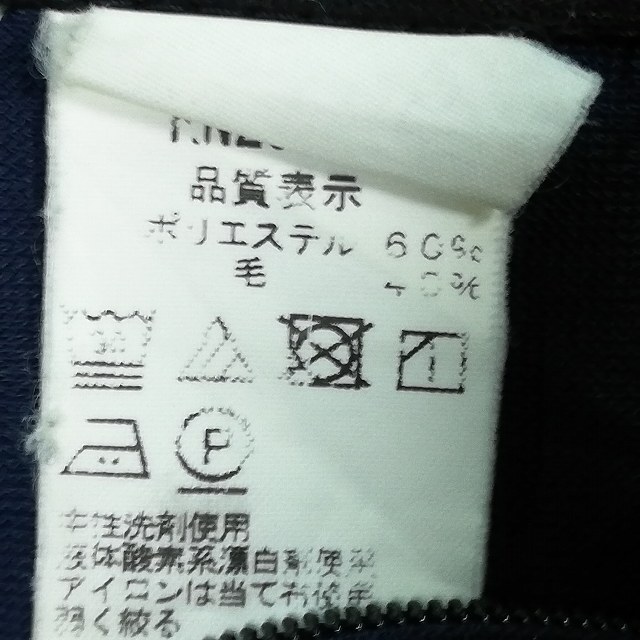 品質表示
ポリエステル 60%
毛 40%
P
中性洗剤使用
液体酸素系漂白剤使用
アイロンは当て布使用
弱く絞る